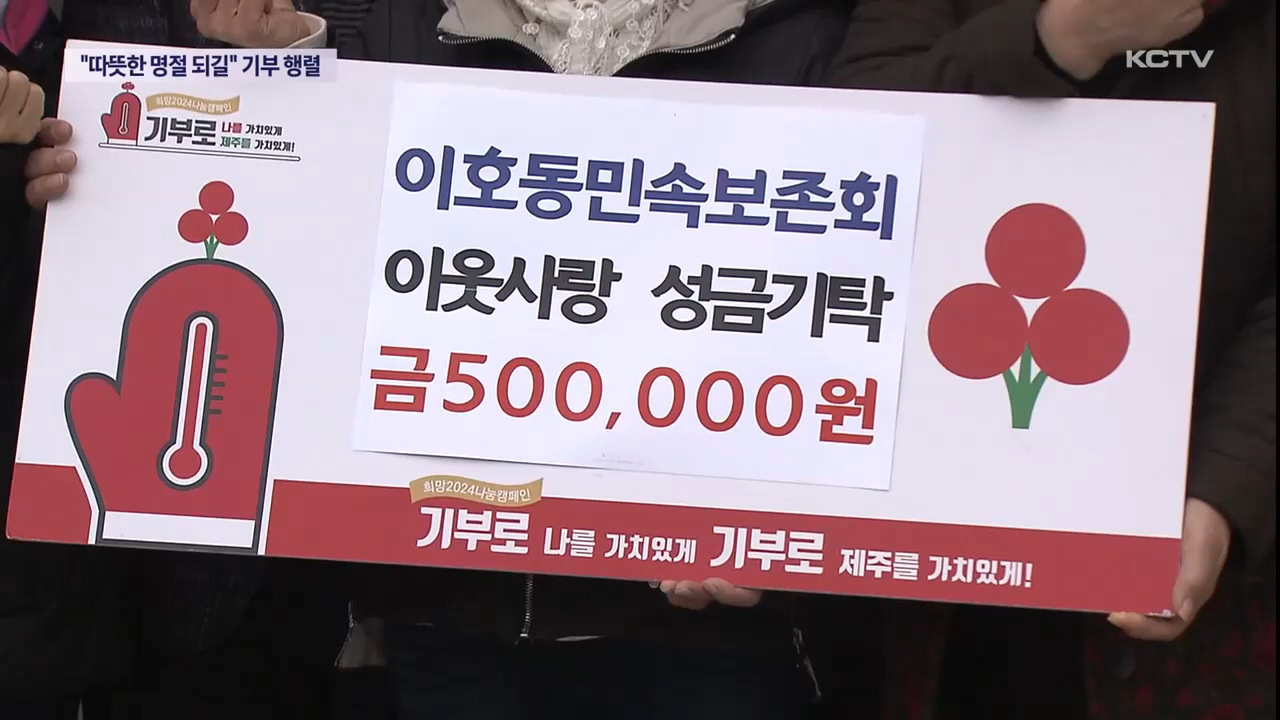 "따뜻한 명절 되길" 기부 행렬
KCTV
희망2024나눔캠페인
기부로 나를 가치있게
제주를 가치있게!
이호동민속보존회
이웃사랑 성금기탁
금500,000원
희망2024나눔캠페인
기부로 나를 가치있게 기부로 제주를 가치있게!